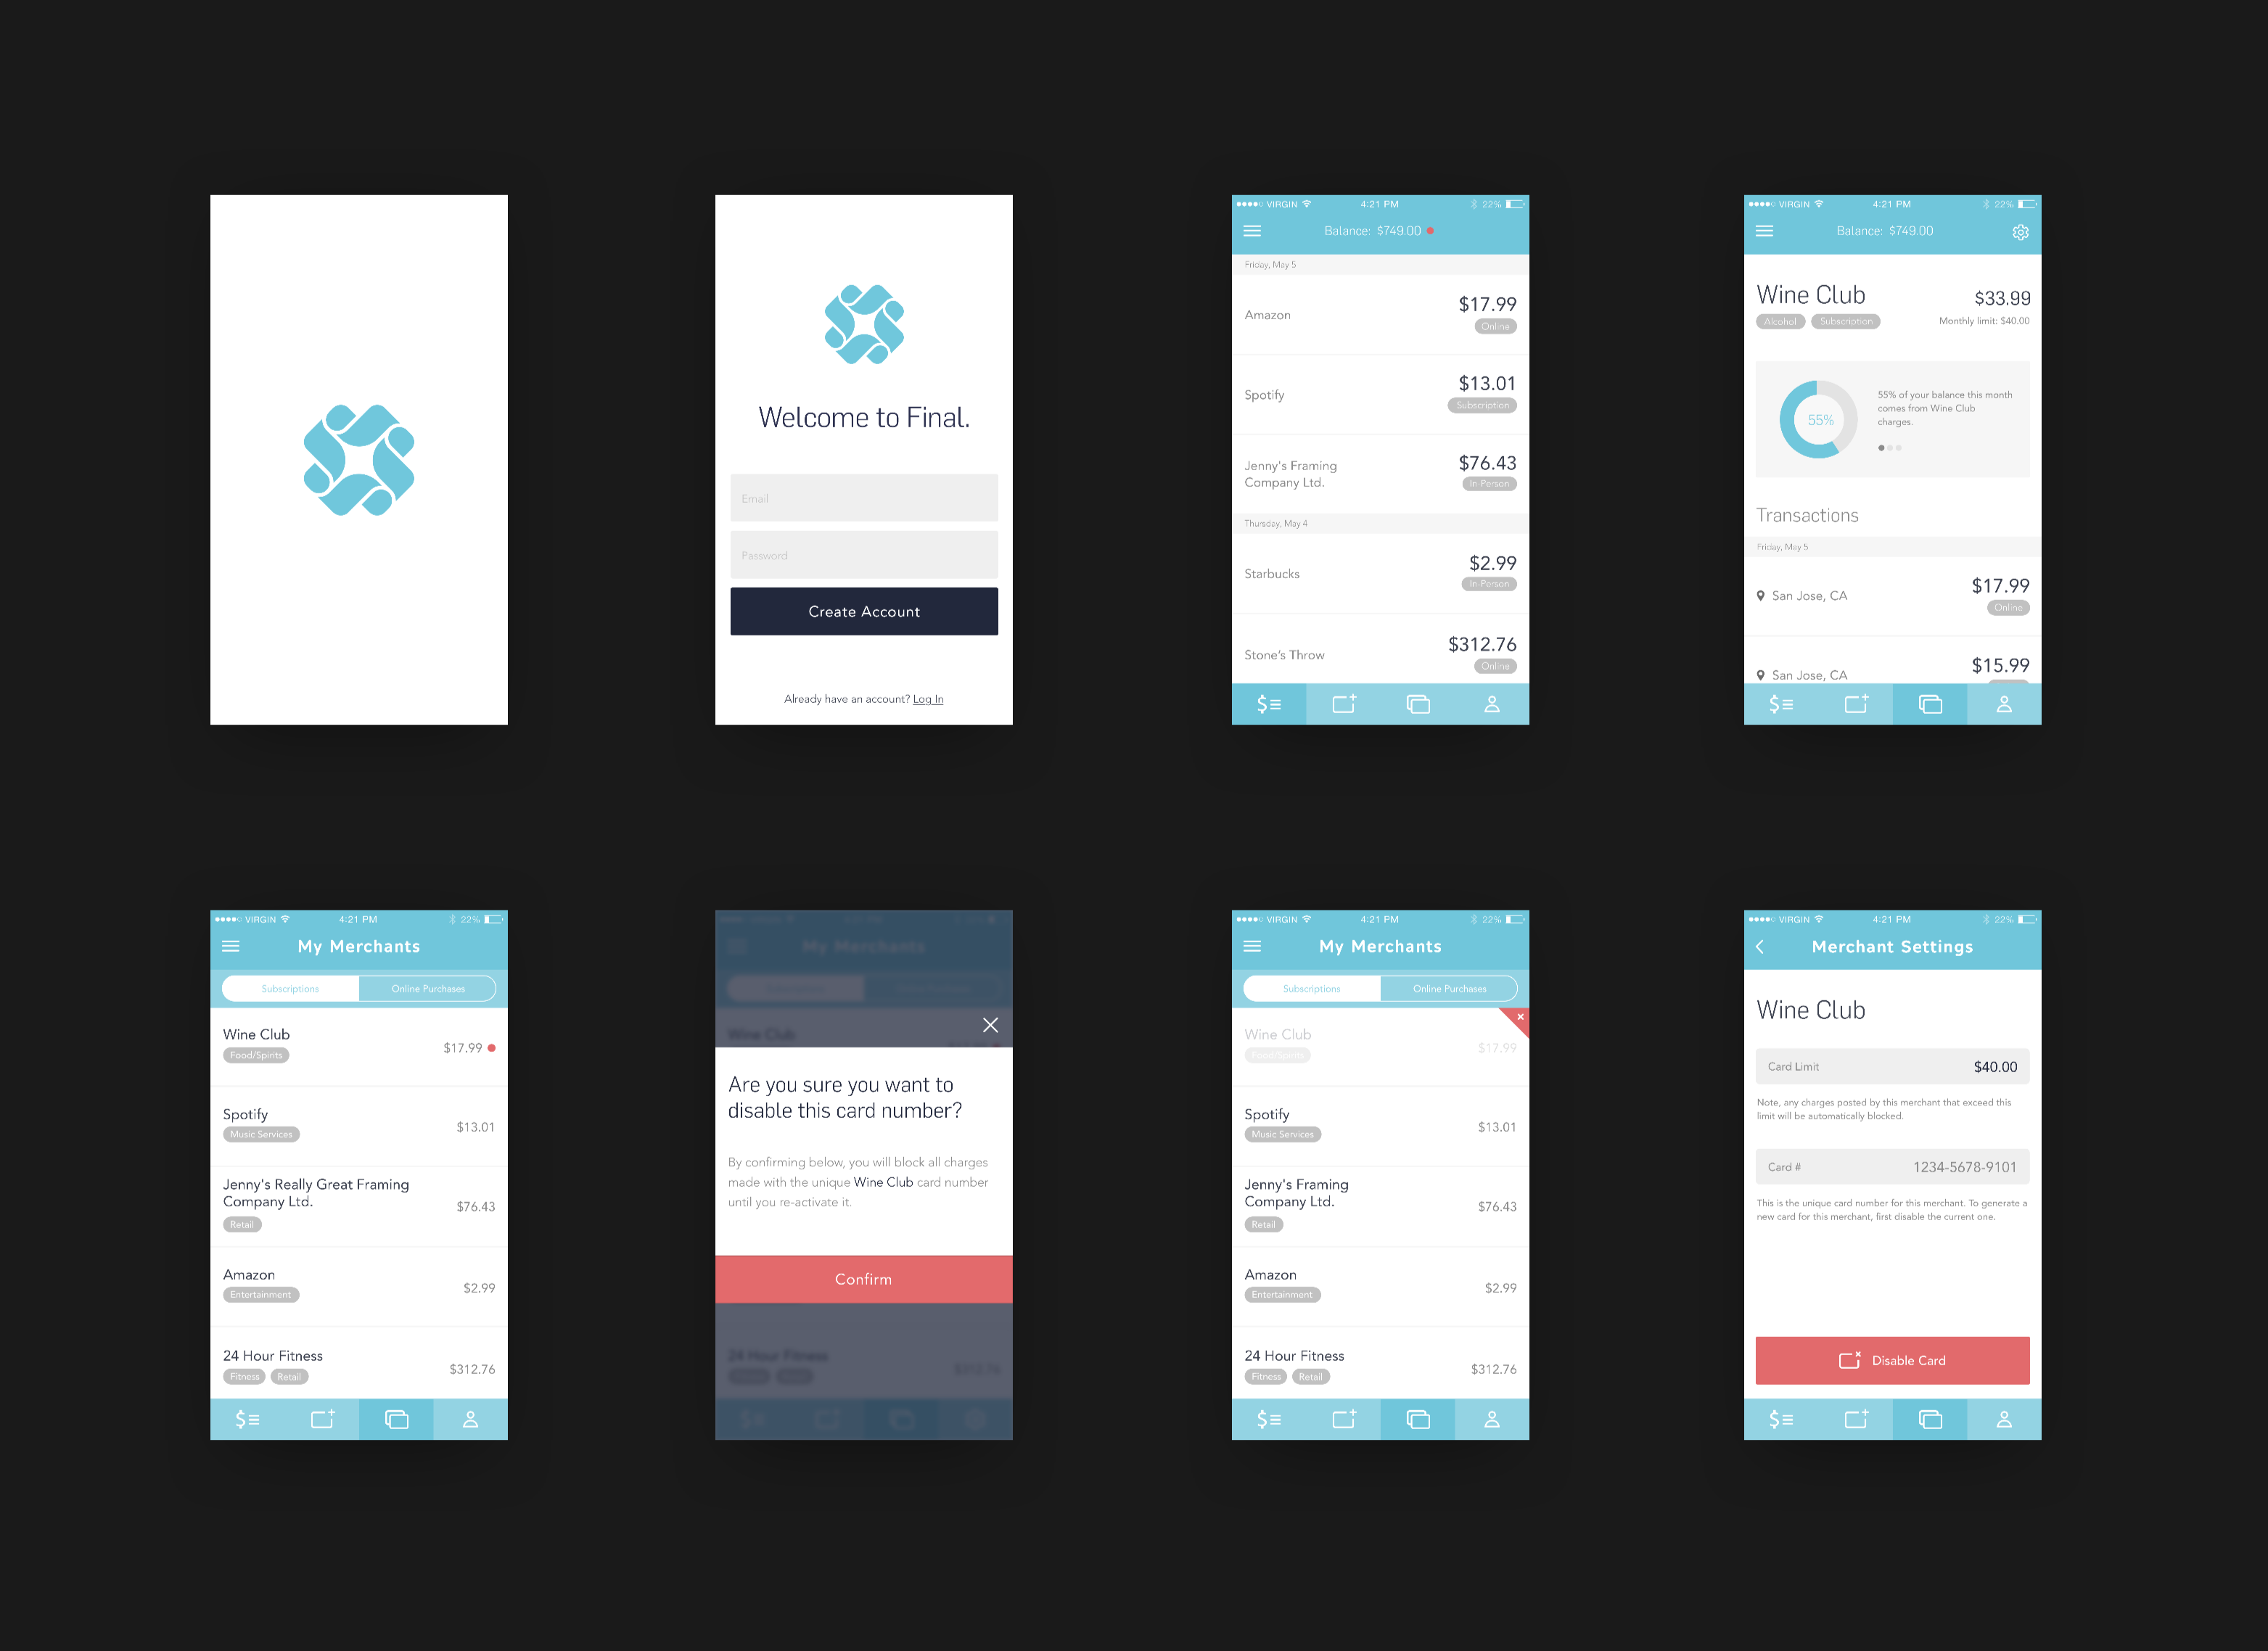 Welcome to Final.
Email
Password
Create Account
Already have an account? Log In
VIRGIN 4:21 PM 22%
Balance: $749.00
Friday, May 5
Amazon
$17.99
Online
Spotify
$13.01
Subscription
Jenny's Framing
Company Ltd.
$76.43
In-Person
Thursday, May 4
Starbucks
$2.99
In-Person
Stone's Throw
$312.76
Online
VIRGIN 4:21 PM 22%
Balance: $749.00
Wine Club
$33.99
Alcohol Subscription
Monthly limit: $40.00
55%
55% of your balance this month
comes from Wine Club
charges.
Transactions
Friday, May 5
San Jose, CA
$17.99
Online
San Jose, CA
$15.99
VIRGIN 4:21 PM 22%
My Merchants
Subscriptions Online Purchases
Wine Club
Food/Spirits
$17.99
Spotify
Music Services
$13.01
Jenny's Really Great Framing
Company Ltd.
Retail
$76.43
Amazon
Entertainment
$2.99
24 Hour Fitness
Fitness Retail
$312.76
My Merchants
Wine Club
Are you sure you want to
disable this card number?
By confirming below, you will block all charges
made with the unique Wine Club card number
until you re-activate it.
Confirm
24 Hour Fitness
$312.76
VIRGIN 4:21 PM 22%
My Merchants
Subscriptions Online Purchases
Wine Club
Food/Spirits
$17.99
Spotify
Music Services
$13.01
Jenny's Framing
Company Ltd.
Retail
$76.43
Amazon
Entertainment
$2.99
24 Hour Fitness
Fitness Retail
$312.76
VIRGIN 4:21 PM 22%
Merchant Settings
Wine Club
Card Limit
$40.00
Note, any charges posted by this merchant that exceed this
limit will be automatically blocked.
Card #
1234-5678-9101
This is the unique card number for this merchant. To generate a
new card for this merchant, first disable the current one.
Disable Card